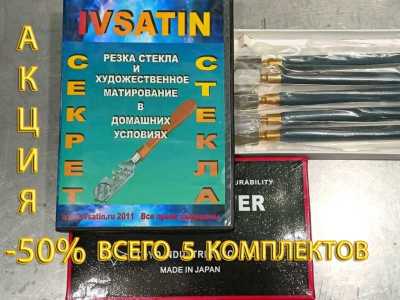 АКЦИЯ
IVSATIN
СЕКРЕТ
СТЕКЛА
РЕЗКА СТЕКЛА
И
ХУДОЖЕСТВЕННОЕ
МАТИРОВАНИЕ
В
ДОМАШНИХ
УСЛОВИЯХ
-50% ВСЕГО 5 КОМПЛЕКТОВ
MADE IN JAPAN